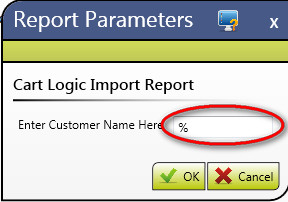 Report Parameters X
Cart Logic Import Report
Enter Customer Name Here %
OK Cancel